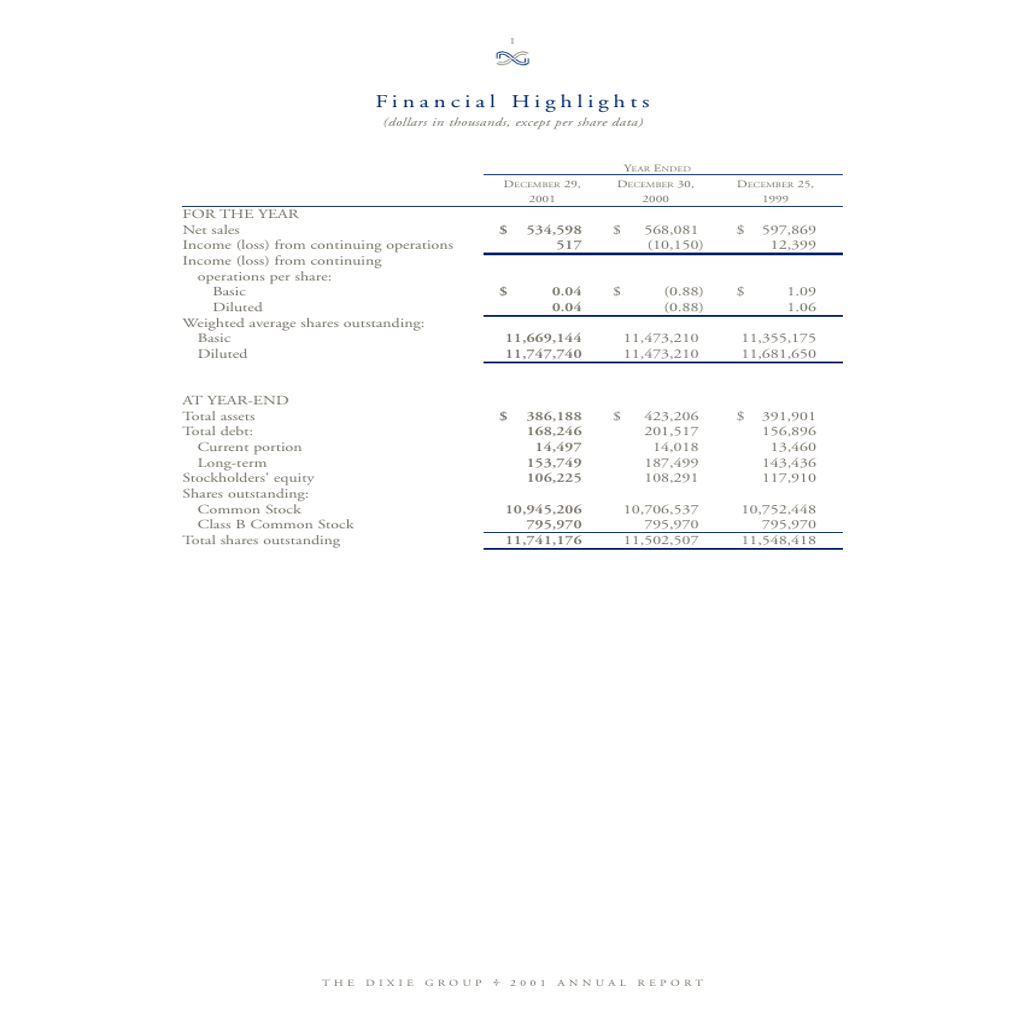 1
Financial Highlights
(dollars in thousands, except per share data)
YEAR ENDED
DECEMBER 29, DECEMBER 30, DECEMBER 25,
2001 2000 1999
FOR THE YEAR
Net sales $ 534,598 $ 568,081 $ 597,869
Income (loss) from continuing operations 517 (10,150) 12,399
Income (loss) from continuing
operations per share:
Basic $ 0.04 $ (0.88) $ 1.09
Diluted 0.04 (0.88) 1.06
Weighted average shares outstanding:
Basic 11,669,144 11,473,210 11,355,175
Diluted 11,747,740 11,473,210 11,681,650
AT YEAR-END
Total assets $ 386,188 $ 423,206 $ 391,901
Total debt: 168,246 201,517 156,896
Current portion 14,497 14,018 13,460
Long-term 153,749 187,499 143,436
Stockholders' equity 106,225 108,291 117,910
Shares outstanding:
Common Stock 10,945,206 10,706,537 10,752,448
Class B Common Stock 795,970 795,970 795,970
Total shares outstanding 11,741,176 11,502,507 11,548,418
THE DIXIE GROUP ÷ 2001 ANNUAL REPORT